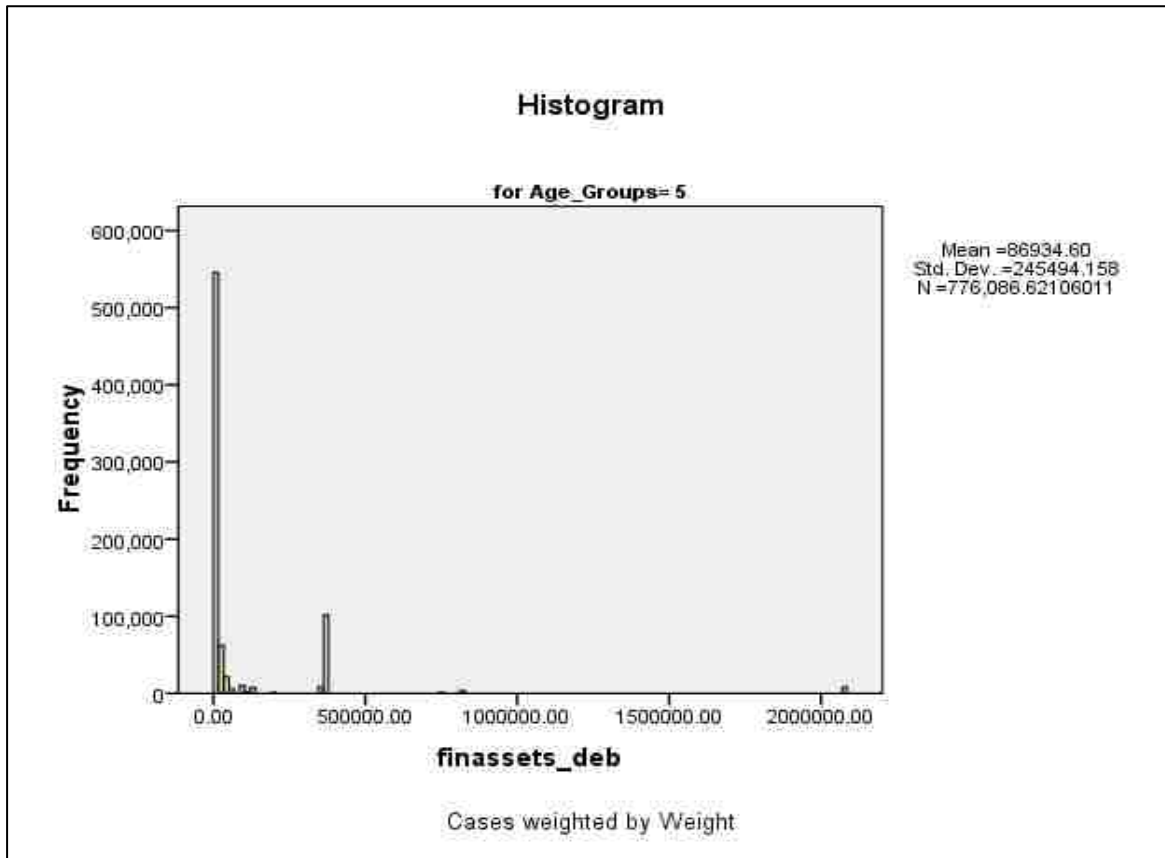 Histogram
for Age_Groups= 5
Mean =86934.60
Std. Dev. =245494.158
N =776,086.62106011
600,000
500,000
400,000
300,000
200,000
100,000
0
Frequency
0.00 500000.00 1000000.00 1500000.00 2000000.00
finassets_deb
Cases weighted by Weight